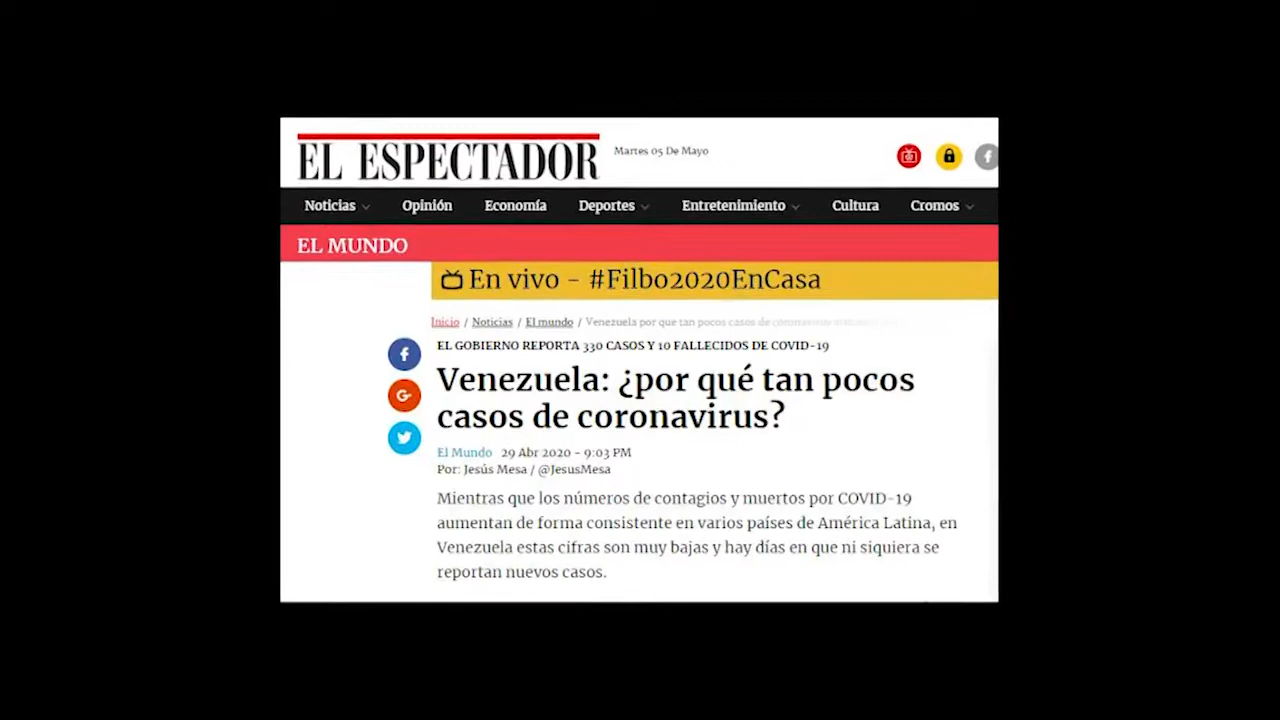 EL ESPECTADOR
Martes 05 De Mayo
Noticias Opinión Economía Deportes Entretenimiento Cultura Cromos
EL MUNDO
En vivo - #Filbo2020EnCasa
Inicio / Noticias / El mundo / Venezuela por que tan pocos casos de coronavirus
EL GOBIERNO REPORTA 330 CASOS Y 10 FALLECIDOS DE COVID-19
Venezuela: ¿por qué tan pocos
casos de coronavirus?
El Mundo 29 Abr 2020 - 9:03 PM
Por: Jesús Mesa / @JesusMesa
Mientras que los números de contagios y muertos por COVID-19
aumentan de forma consistente en varios países de América Latina, en
Venezuela estas cifras son muy bajas y hay días en que ni siquiera se
reportan nuevos casos.